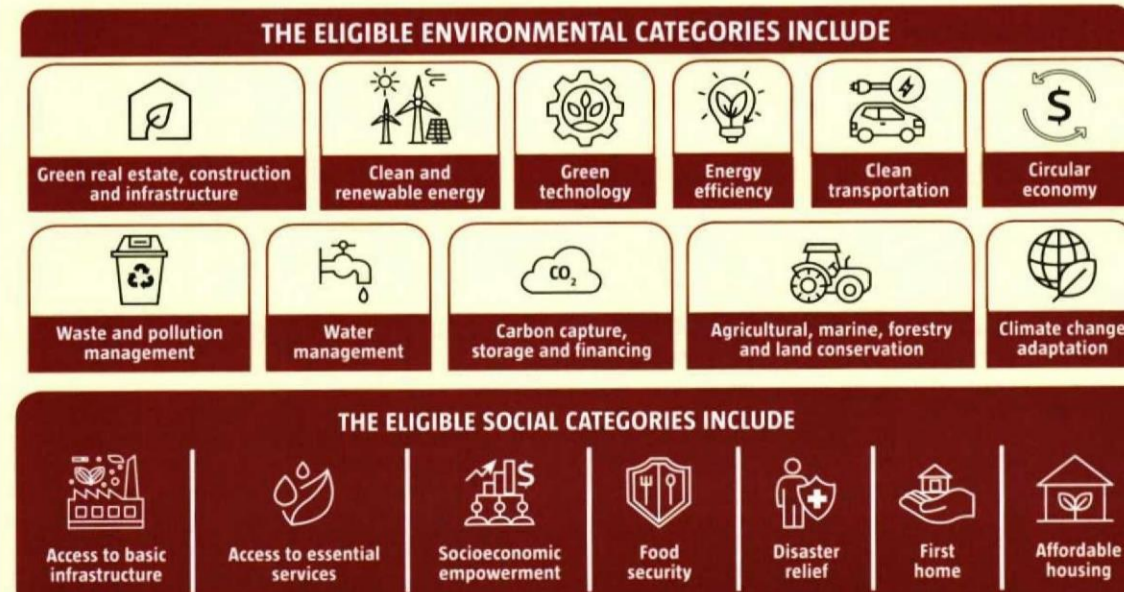 THE ELIGIBLE ENVIRONMENTAL CATEGORIES INCLUDE
Green real estate, construction
and infrastructure
Clean and
renewable energy
Green
technology
Energy
efficiency
Clean
transportation
$
Circular
economy
Waste and pollution
management
Water
management
CO₂
Carbon capture,
storage and financing
Agricultural, marine, forestry
and land conservation
Climate change
adaptation
THE ELIGIBLE SOCIAL CATEGORIES INCLUDE
Access to basic
infrastructure
Access to essential
services
$
Socioeconomic
empowerment
Food
security
Disaster
relief
First
home
Affordable
housing